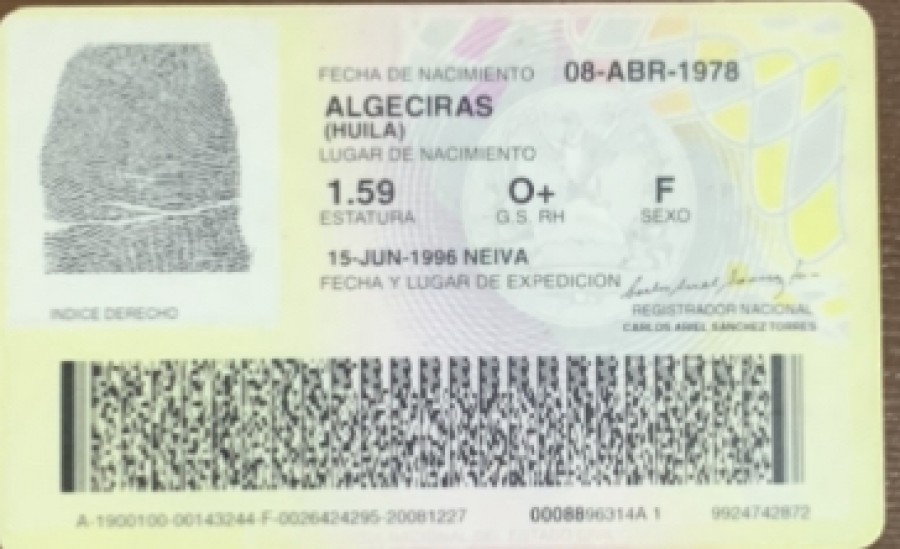 FECHA DE NACIMIENTO 08-ABR-1978
ALGECIRAS
(HUILA)
LUGAR DE NACIMIENTO
1.59 O+ F
ESTATURA G.S. RH SEXO
15-JUN-1996 NEIVA
FECHA Y LUGAR DE EXPEDICION
INDICE DERECHO
REGISTRADOR NACIONAL
CARLOS ARIEL SANCHEZ TORRES
A-1900100-00143244-F-0026424295-20081227 0008896314A 1 9924742872